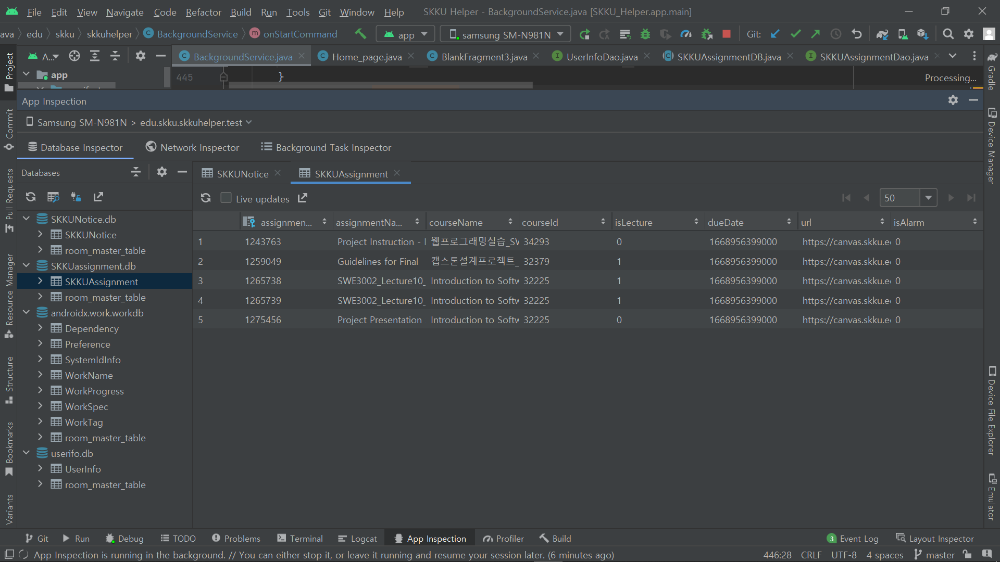 File Edit View Navigate Code Refactor Build Run Tools Git Window Help SKKU Helper - BackgroundService.java [SKKU_Helper.app.main]
ava edu skku skkuhelper BackgroundService onStartCommand app samsung SM-N981N Git:
Project A... BackgroundService.java Home_page.java BlankFragment3.java UserInfoDao.java SKKUAssignmentDB.java SKKUAssignmentDao.java
app 445 } Processing...
App Inspection
Samsung SM-N981N > edu.skku.skkuhelper.test
Database Inspector Network Inspector Background Task Inspector
Databases SKKUNotice SKKUAssignment
Live updates 50
assignmen... assignmentNa... courseName courseId isLecture dueDate url isAlarm
1 1243763 Project Instruction - 웹프로그래밍실습_SW 34293 0 1668956399000 https://canvas.skku.e 0
2 1259049 Guidelines for Final 캡스톤설계프로젝트_ 32379 1 1668956399000 https://canvas.skku.e 0
3 1265738 SWE3002_Lecture10_ Introduction to Softw 32225 1 1668956399000 https://canvas.skku.e 0
4 1265739 SWE3002_Lecture10_ Introduction to Softw 32225 1 1668956399000 https://canvas.skku.e 0
5 1275456 Project Presentation Introduction to Softw 32225 0 1668956399000 https://canvas.skku.e 0
SKKUNotice.db
SKKUNotice
room_master_table
SKKUassignment.db
SKKUAssignment
room_master_table
androidx.work.workdb
Dependency
Preference
SystemIdInfo
WorkName
WorkProgress
WorkSpec
WorkTag
room_master_table
userifo.db
UserInfo
room_master_table
Commit
Pull Requests
Resource Manager
Structure
Bookmarks
Variants
Gradle
Device Manager
Device File Explorer
Emulator
Git Run Debug TODO Problems Terminal Logcat App Inspection Profiler Build 3 Event Log Layout Inspector
App Inspection is running in the background. // You can either stop it, or leave it running and resume your session later. (6 minutes ago) 446:28 CRLF UTF-8 4 spaces master